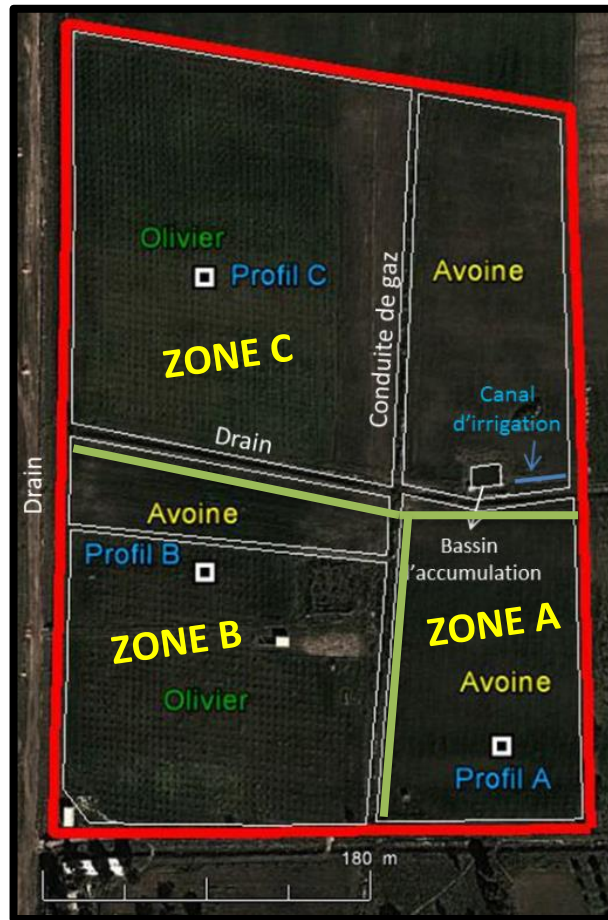 Olivier
Profil C
ZONE C
Conduite de gaz
Avoine
Canal
d'irrigation
Drain
Drain
Avoine
Profil B
ZONE B
Olivier
Bassin
'accumulation
ZONE A
Avoine
Profil A
180 m